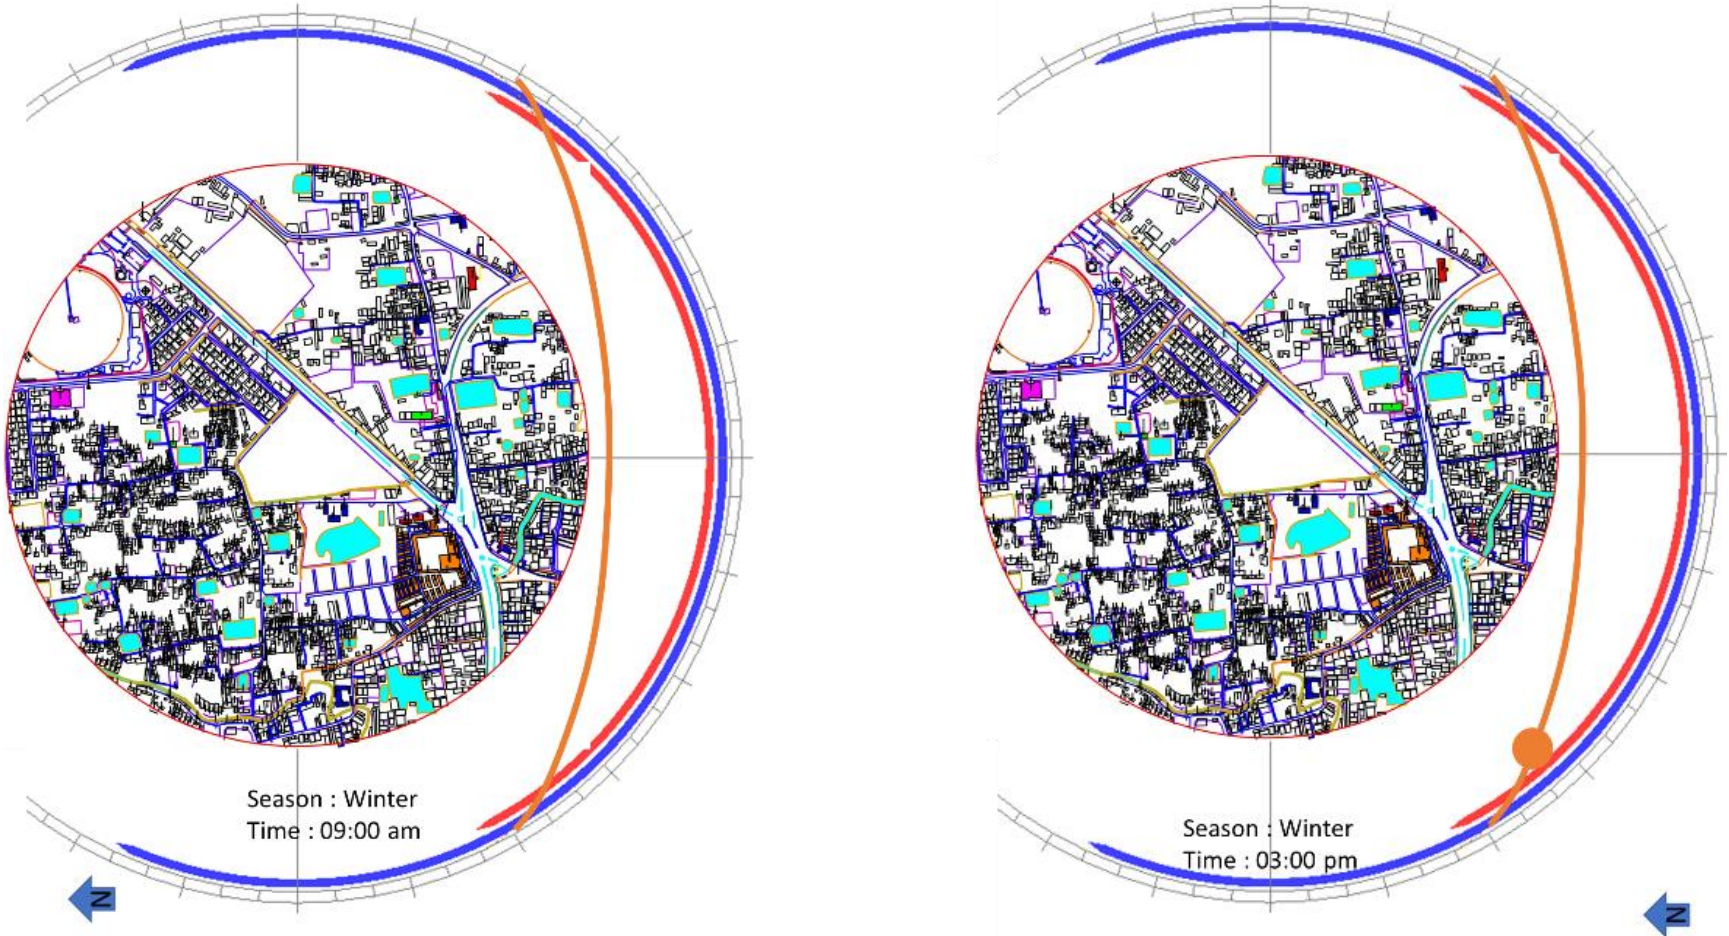 Season : Winter
Time : 09:00 am
N
Season : Winter
Time : 03:00 pm
N